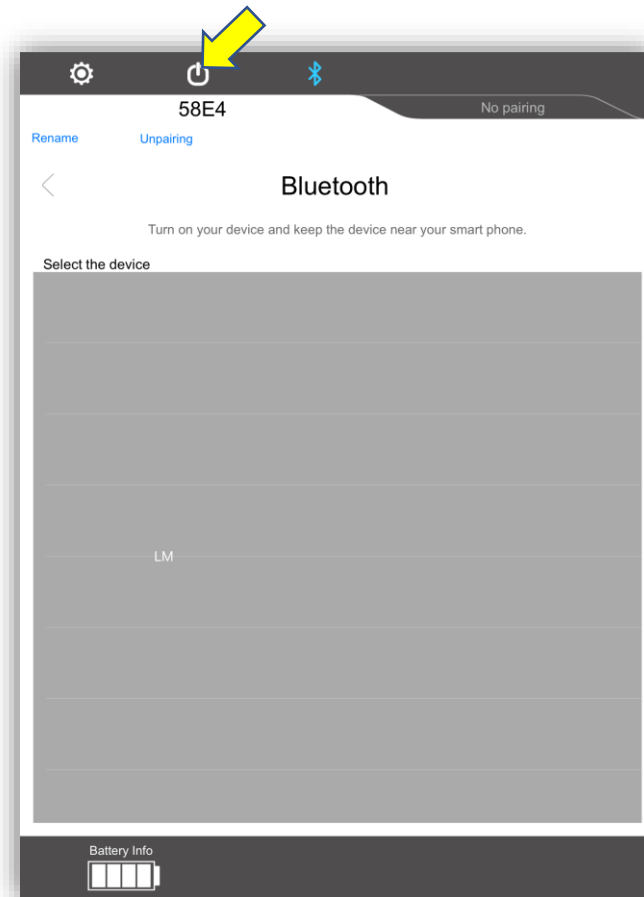 58E4
No pairing
Rename
Unpairing
Bluetooth
Turn on your device and keep the device near your smart phone.
Select the device
LM
Battery Info